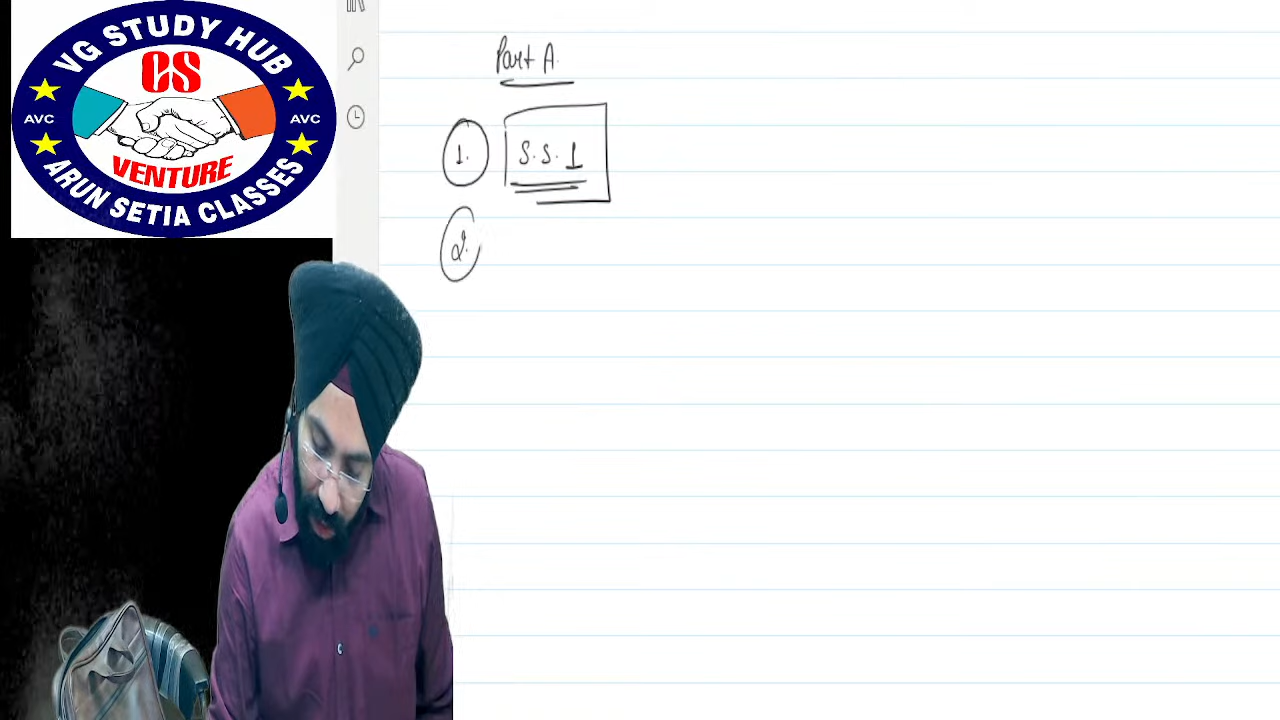 VG STUDY HUB
CS
AVC
AVC
VENTURE
ARUN SETIA CLASSES
Part A.
1. S.S. 1
2.